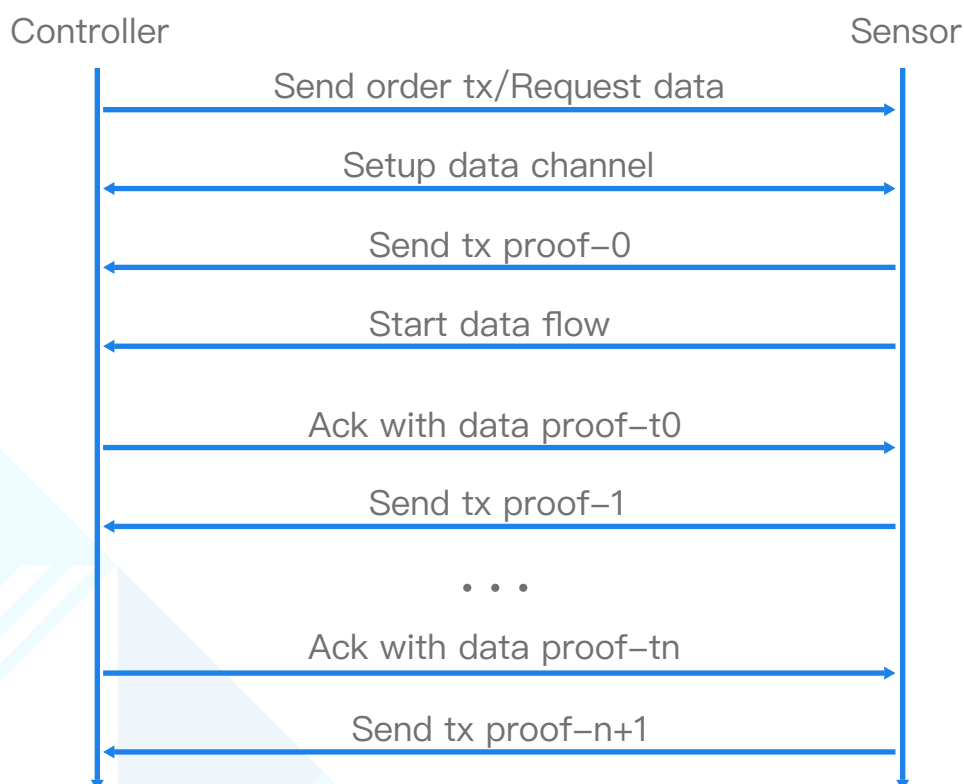 Controller
Sensor
Send order tx/Request data
Setup data channel
Send tx proof–0
Start data flow
Ack with data proof–t0
Send tx proof–1
• • •
Ack with data proof–tn
Send tx proof–n+1